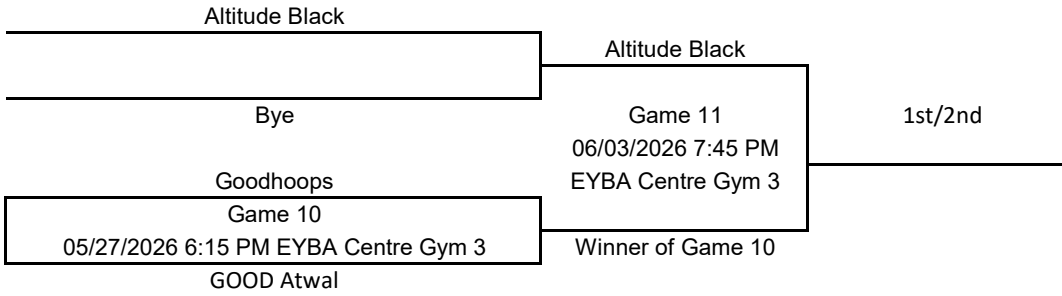 Altitude Black
Altitude Black
Bye
Game 11
1st/2nd
06/03/2026 7:45 PM
EYBA Centre Gym 3
Goodhoops
Game 10
05/27/2026 6:15 PM EYBA Centre Gym 3
Winner of Game 10
GOOD Atwal